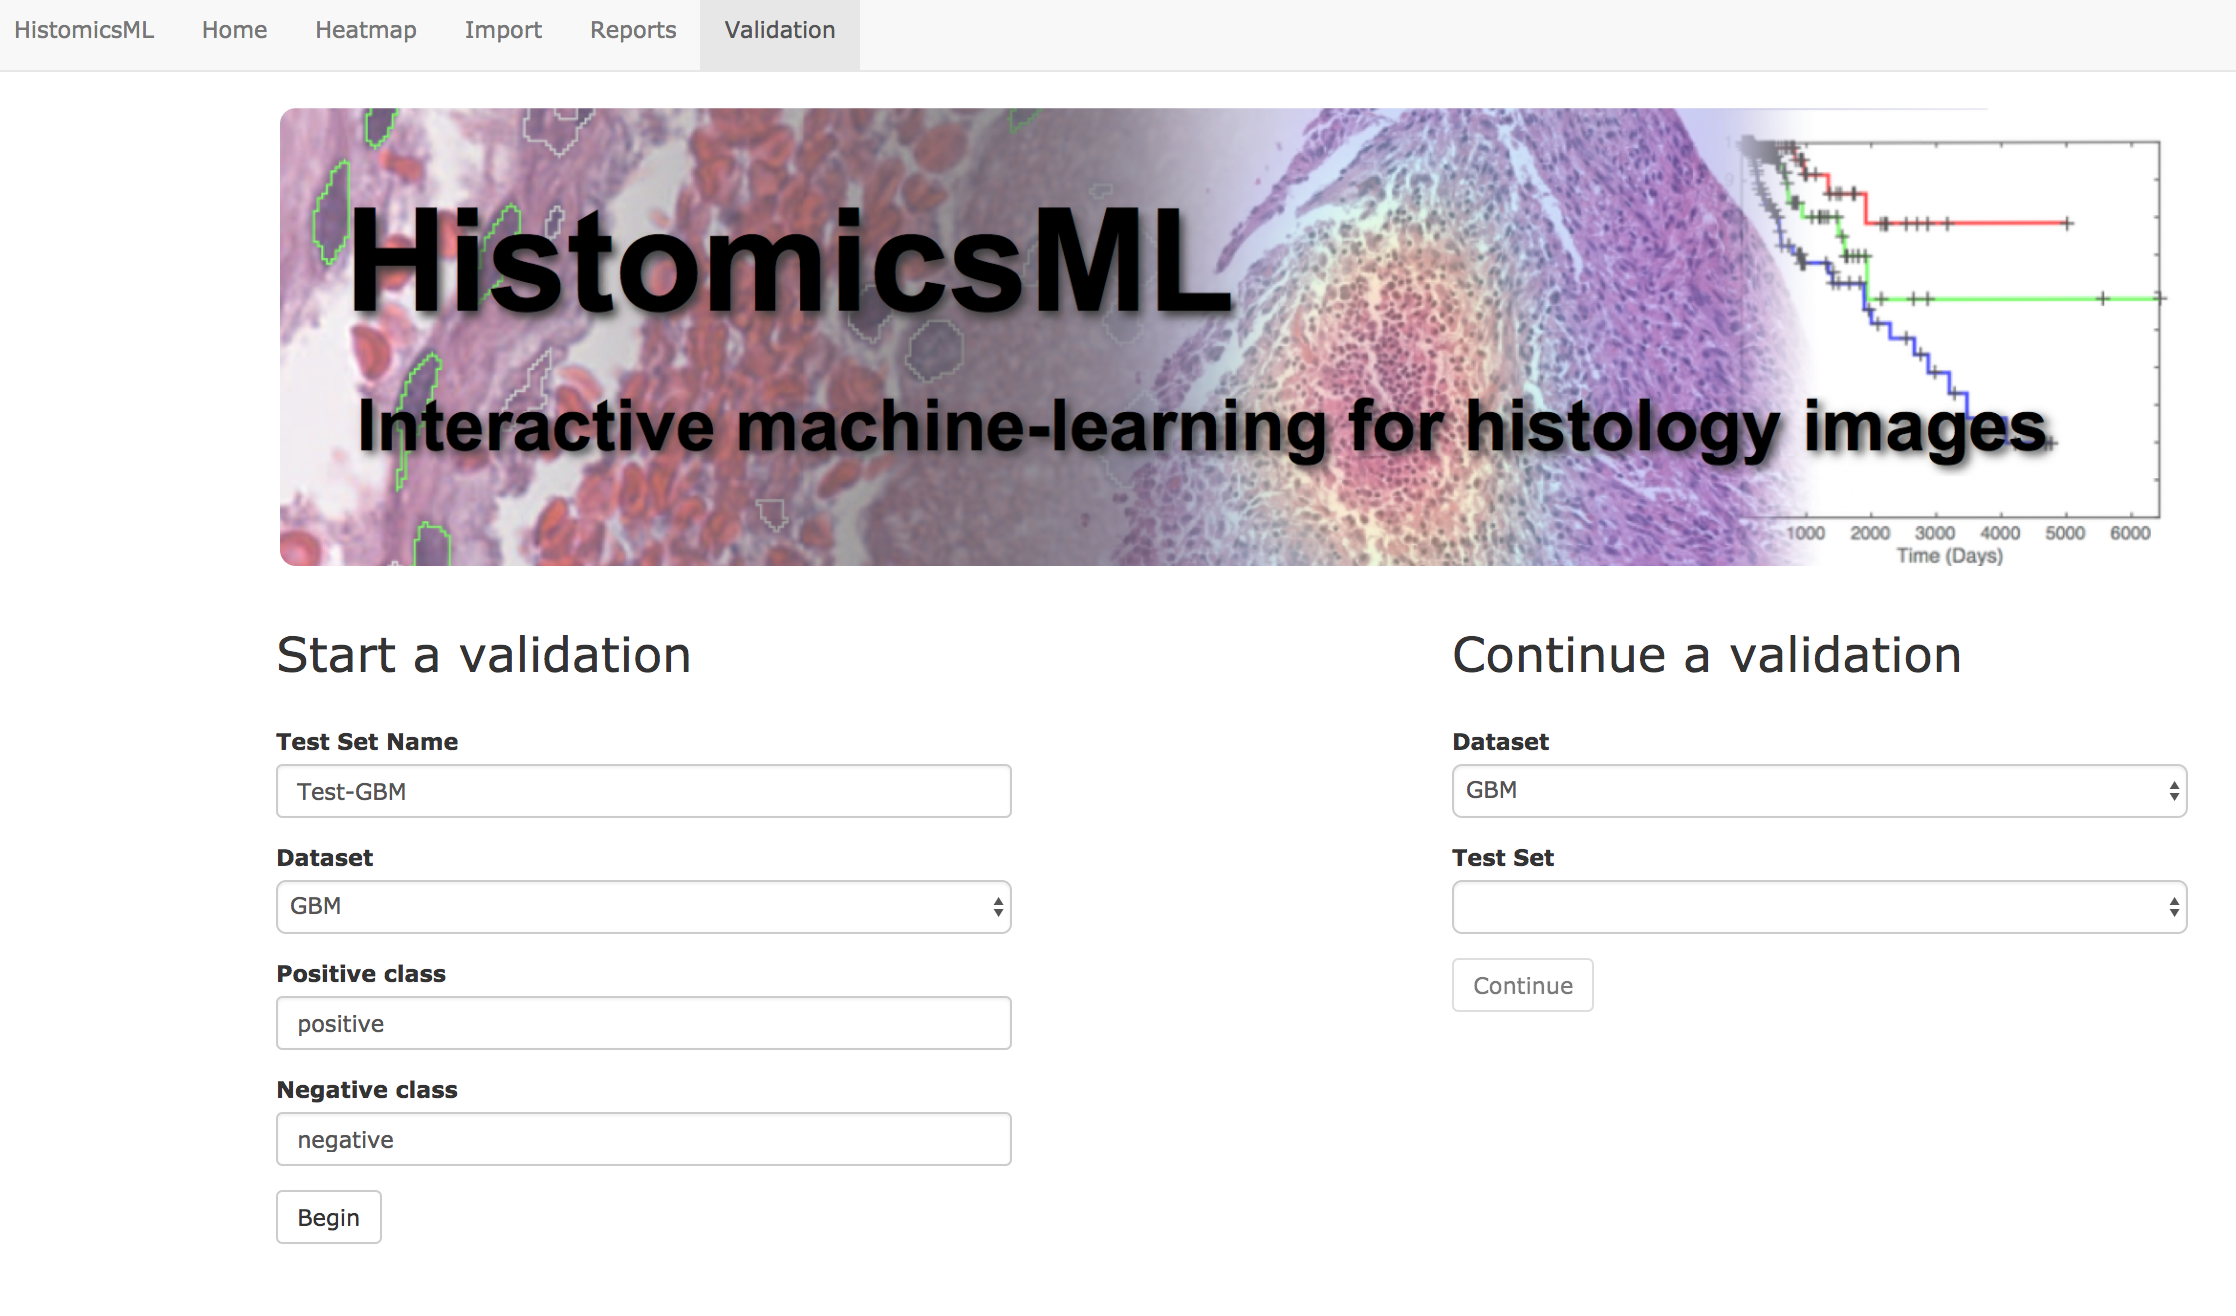 HistomicsML Home Heatmap Import Reports Validation
HistomicsML
Interactive machine-learning for histology images
1000 2000 3000 4000 5000 6000
Time (Days)
Start a validation
Test Set Name
Test-GBM
Dataset
GBM
Positive class
positive
Negative class
negative
Begin
Continue a validation
Dataset
GBM
Test Set
Continue